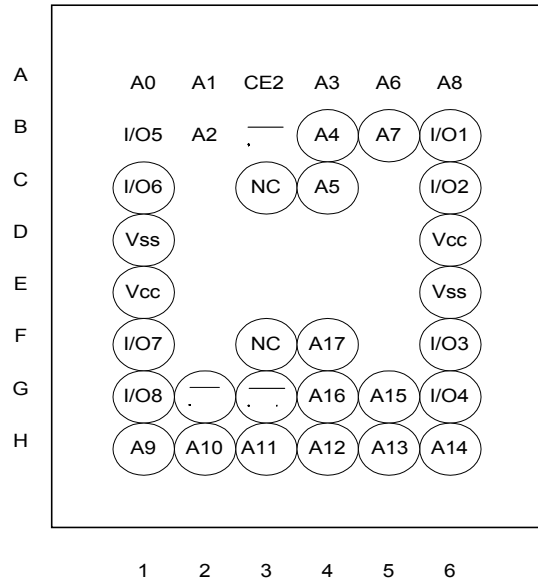 A A0 A1 CE2 A3 A6 A8
B I/O5 A2 A4 A7 I/O1
C I/O6 NC A5 I/O2
D Vss Vcc
E Vcc Vss
F I/O7 NC A17 I/O3
G I/O8 A16 A15 I/O4
H A9 A10 A11 A12 A13 A14
1 2 3 4 5 6